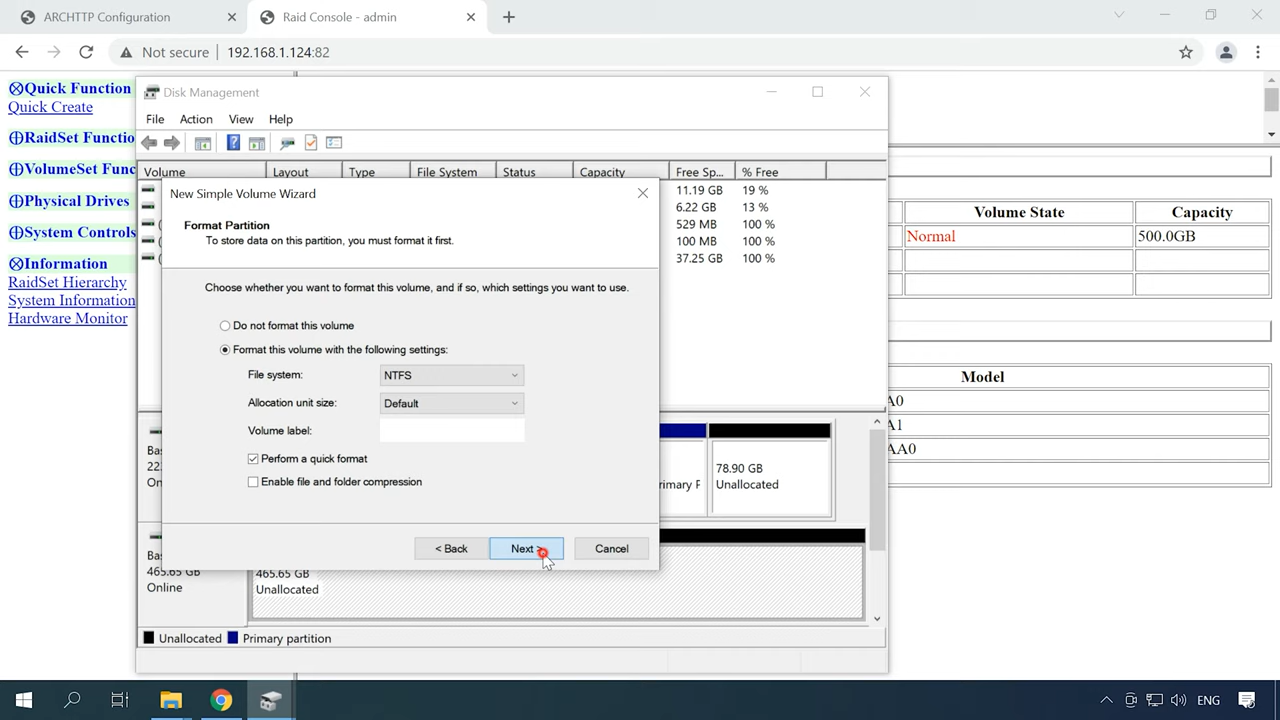 ARCHTTP Configuration
Raid Console - admin
Not secure
192.168.1.124:82
Quick Function
Quick Create
RaidSet Functio
VolumeSet Func
Physical Drives
System Controls
Information
RaidSet Hierarchy
System Information
Hardware Monitor
Disk Management
File Action View Help
Volume Layout Type File System Status Capacity Free Sp... % Free
11.19 GB 19 %
6.22 GB 13 %
529 MB 100 %
100 MB 100 %
37.25 GB 100 %
New Simple Volume Wizard
Format Partition
To store data on this partition, you must format it first.
Choose whether you want to format this volume, and if so, which settings you want to use.
Do not format this volume
Format this volume with the following settings:
File system: NTFS
Allocation unit size: Default
Volume label:
Perform a quick format
Enable file and folder compression
< Back Next > Cancel
Volume State Capacity
Normal 500.0GB
Model
A0
A1
AA0
Bas
22
On
rimary F
78.90 GB
Unallocated
Bas
465.65 GB
Online
465.65 GB
Unallocated
Unallocated Primary partition
ENG